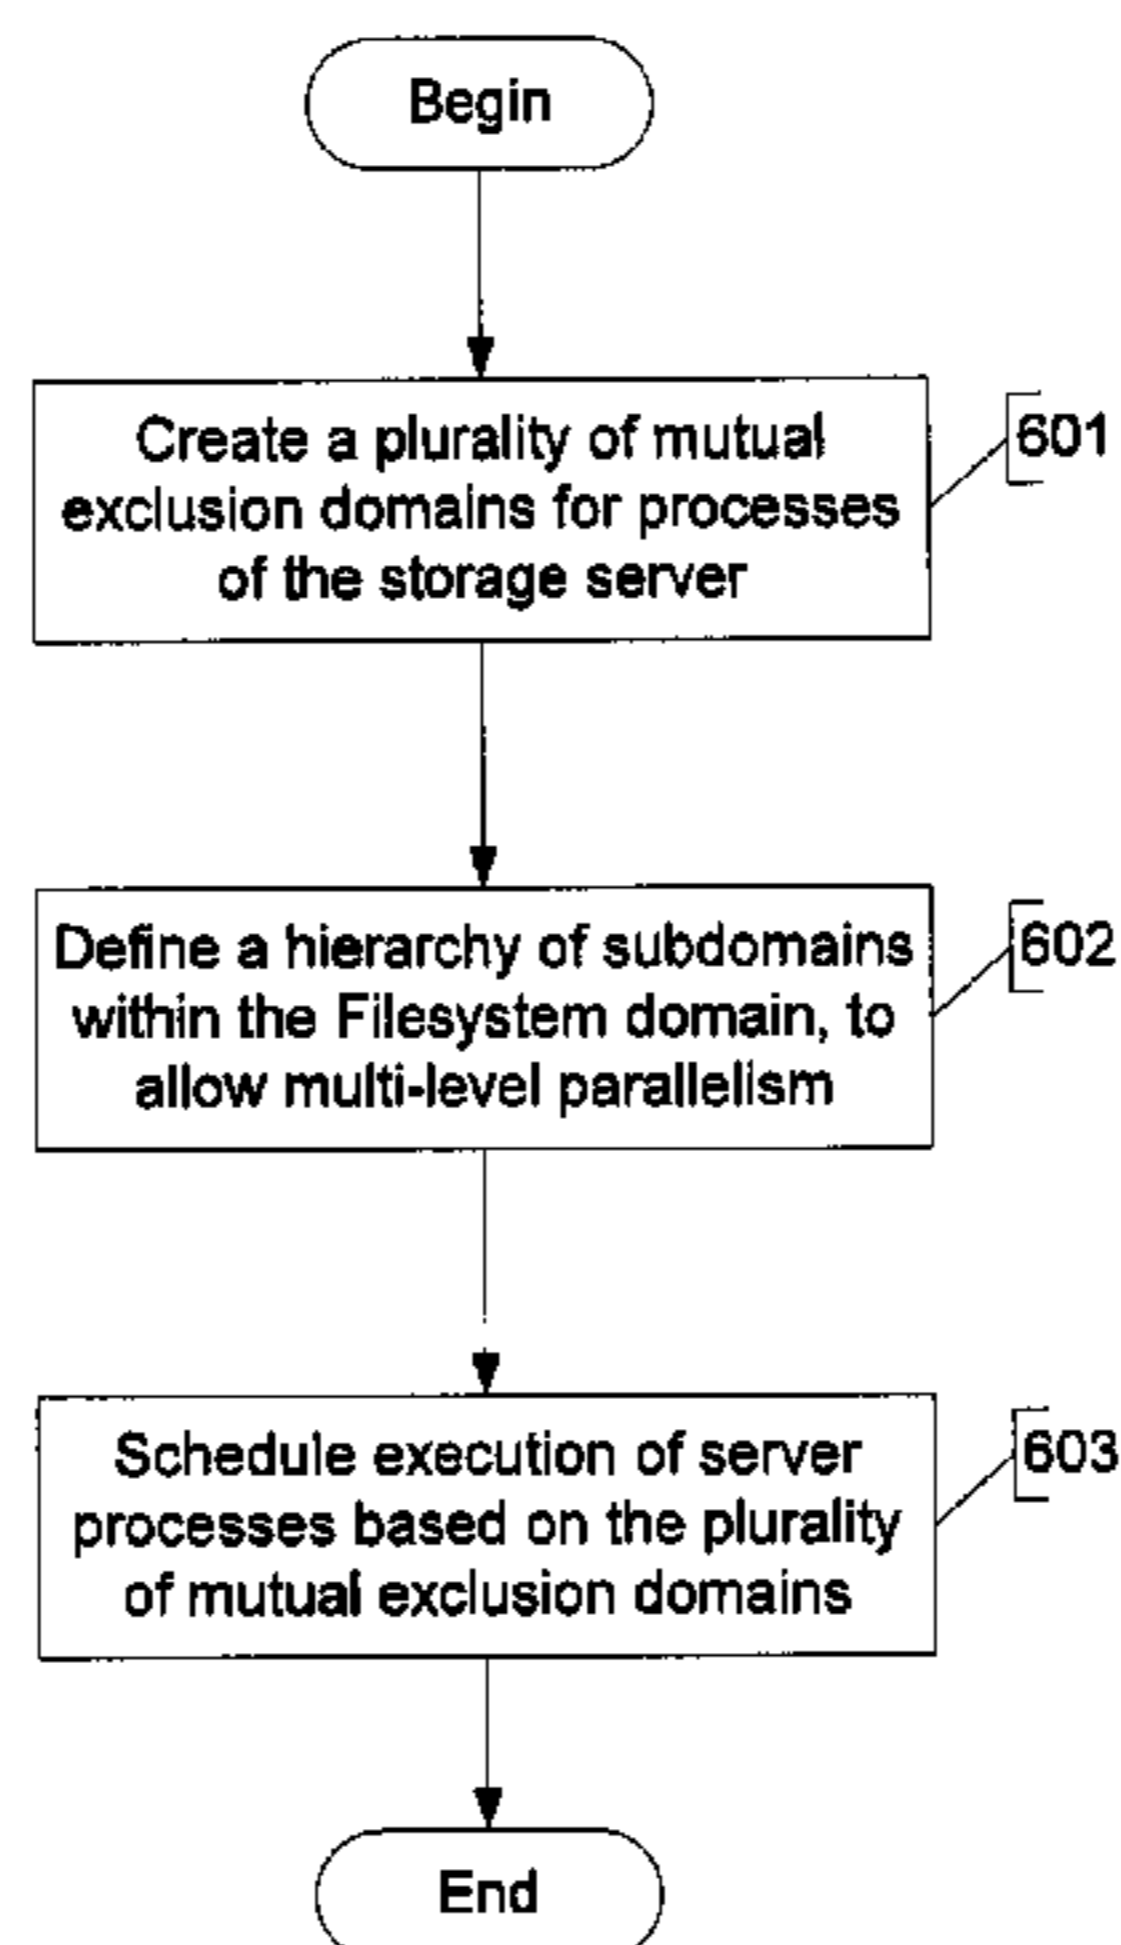 Begin
Create a plurality of mutual
exclusion domains for processes
of the storage server
601
Define a hierarchy of subdomains
within the Filesystem domain, to
allow multi-level parallelism
602
Schedule execution of server
processes based on the plurality
of mutual exclusion domains
603
End